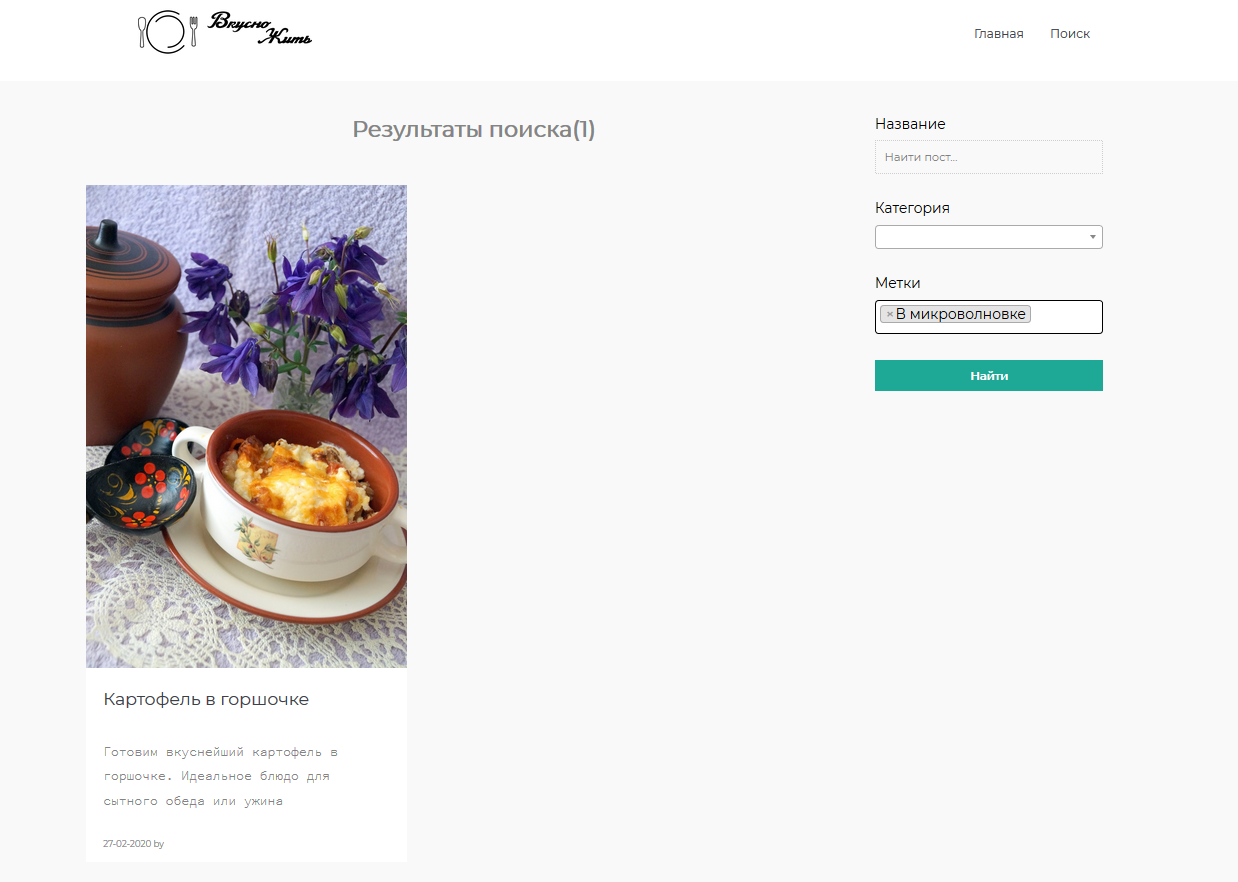 Вкусно
Жить
Главная
Поиск
Результаты поиска(1)
Картофель в горшочке
Готовим вкуснейший картофель в
горшочке. Идеальное блюдо для
сытного обеда или ужина
27-02-2020 by
Название
Наити пост...
Категория
Метки
×В микроволновке
Найти